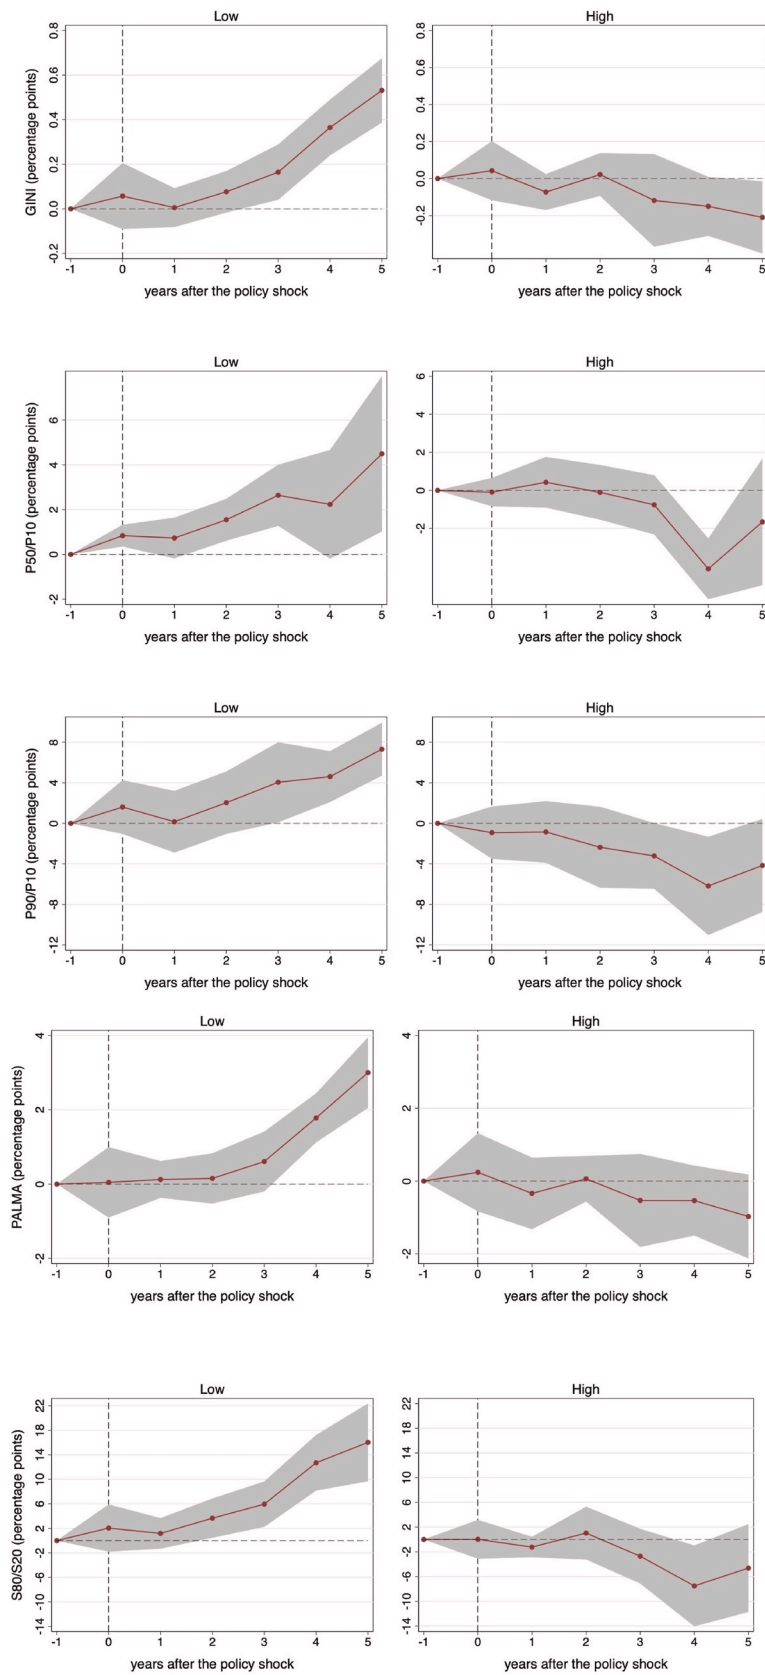 Low High
GINI (percentage points)
0.8 0.8
0.6 0.6
0.4 0.4
0.2 0.2
0.0 0.0
-0.2 -0.2
-1 0 1 2 3 4 5 -1 0 1 2 3 4 5
years after the policy shock years after the policy shock
Low High
P50/P10 (percentage points)
6 6
4 4
2 2
0 0
-2 -2
-1 0 1 2 3 4 5 -1 0 1 2 3 4 5
years after the policy shock years after the policy shock
Low High
P90/P10 (percentage points)
8 8
4 4
0 0
-4 -4
-8 -8
-12 -12
-1 0 1 2 3 4 5 -1 0 1 2 3 4 5
years after the policy shock years after the policy shock
Low High
PALMA (percentage points)
4 4
2 2
0 0
-2 -2
-1 0 1 2 3 4 5 -1 0 1 2 3 4 5
years after the policy shock years after the policy shock
Low High
S80/S20 (percentage points)
22 22
18 18
14 14
10 10
6 6
2 2
-2 -2
-6 -6
-10 -10
-14 -14
-1 0 1 2 3 4 5 -1 0 1 2 3 4 5
years after the policy shock years after the policy shock